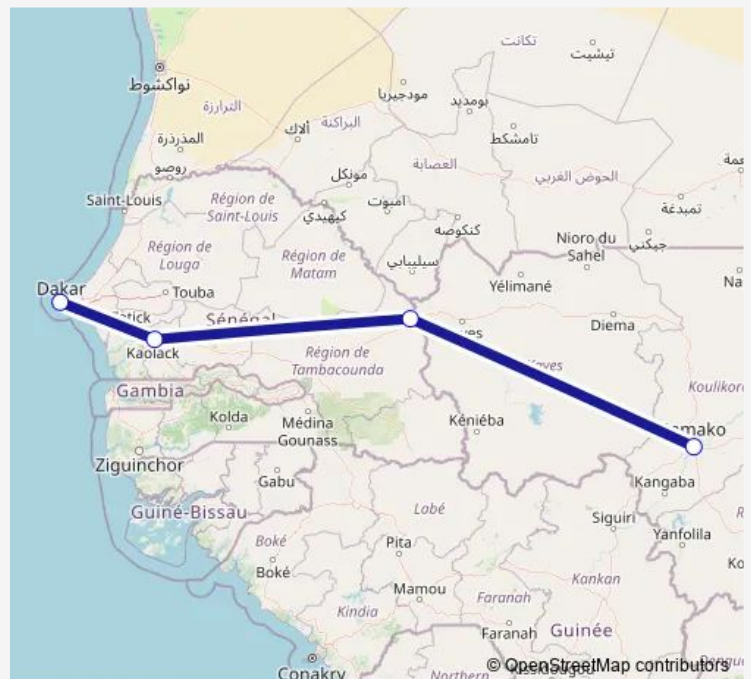 تكانت
تيشيت
نواكشوط
مودجيريا
بومديد
الترارزة
ألاك
البراكنة
تامشكط
المذرذرة
العصابة
روصو
مونكل
الحوض الغربي
Saint-Louis
Région de
Saint-Louis
كيهيدي
امبوت
كنكوصه
تمبدغة
جيكني
Nioro du
Sahel
Région de
Louga
Région de
Matam
سيليبابي
Yélimané
Dakar
Touba
Sénégal
Diema
Kaolack
Région de
Tambacounda
Kayes
Gambia
Kolda
Médina
Gounass
Kéniéba
Ziguinchor
Gabu
Kangaba
Guiné-Bissau
Labé
Siguiri
Yanfolila
Boké
Boké
Pita
Mamou
Kankan
Kindia
Faranah
Faranah
Guinée
Conakry
Northern
© OpenStreetMap contributors